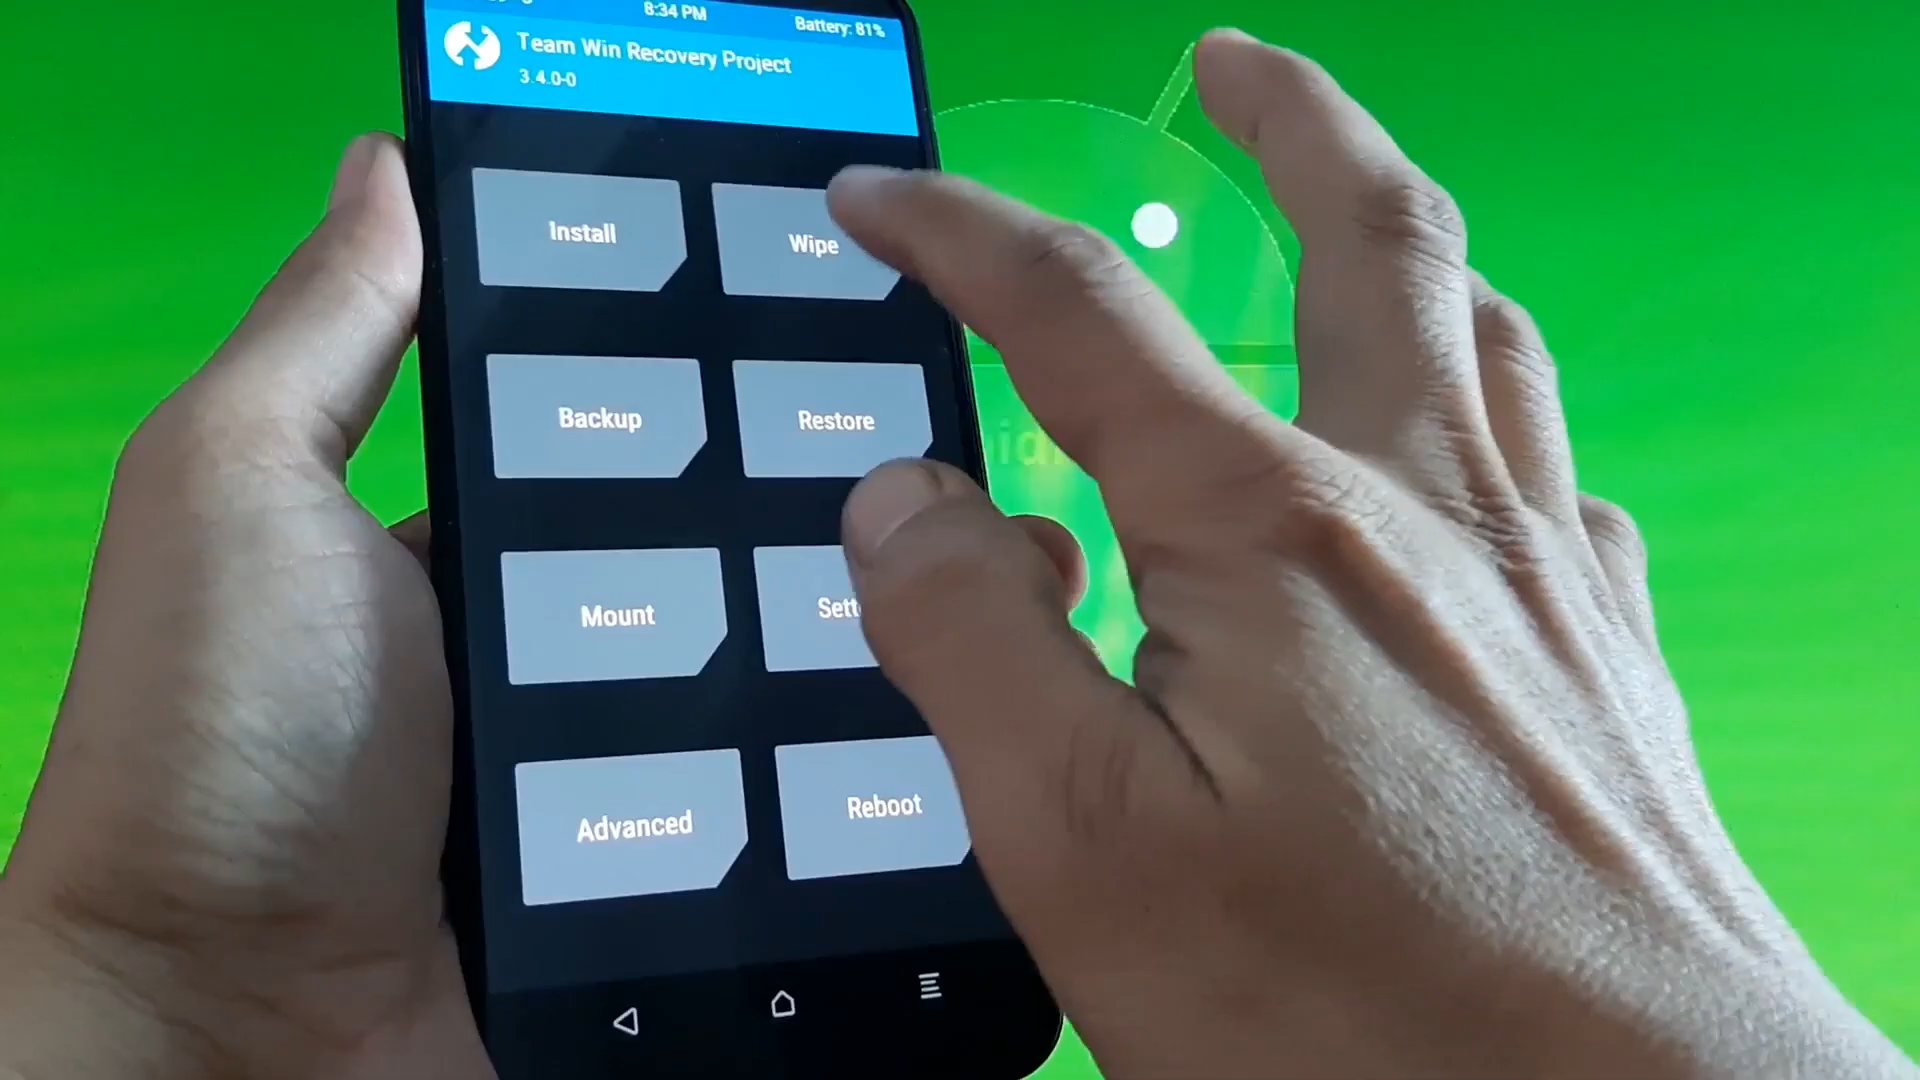 8:34 PM
Battery: 81%
Team Win Recovery Project
3.4.0-0
Install
Wipe
Backup
Restore
Mount
Advanced
Reboot